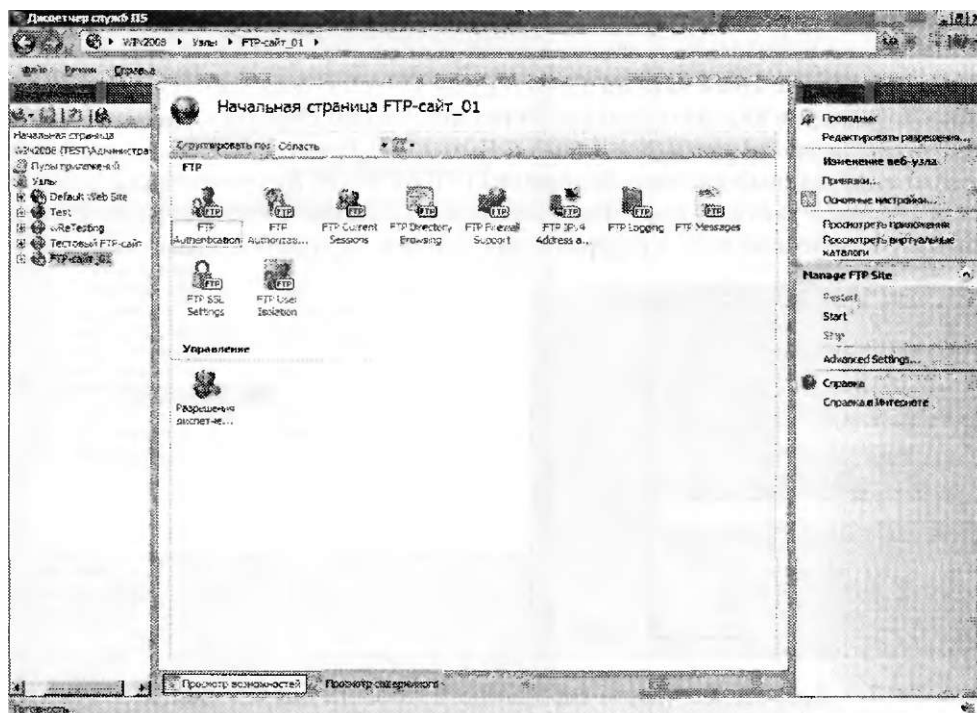 Диспетчер служб IIS
WIN2008 Узлы FTP-сайт_01
Файл Режим Справка
Начальная страница
WIN2008 (TEST\Администрат
Пулы приложений
Узлы
Default Web Site
Test
wReTesting
Тестовый FTP-сайт
FTP-сайт_01
Начальная страница FTP-сайт_01
Сгруппировать по: Область
FTP
FTP Authentication
FTP Authorizat...
FTP Current Sessions
FTP Directory Browsing
FTP Firewall Support
FTP IPv4 Address a...
FTP Logging
FTP Messages
FTP SSL Settings
FTP User Isolation
Управление
Разрешения диспетче...
Просмотр возможностей
Просмотр содержимого
Проводник
Редактировать разрешения...
Изменение веб-узла
Привязки...
Основные настройки...
Просмотреть приложения
Просмотреть виртуальные каталоги
Manage FTP Site
Restart
Start
Stop
Advanced Settings...
Справка
Справка в Интернете
Готовность